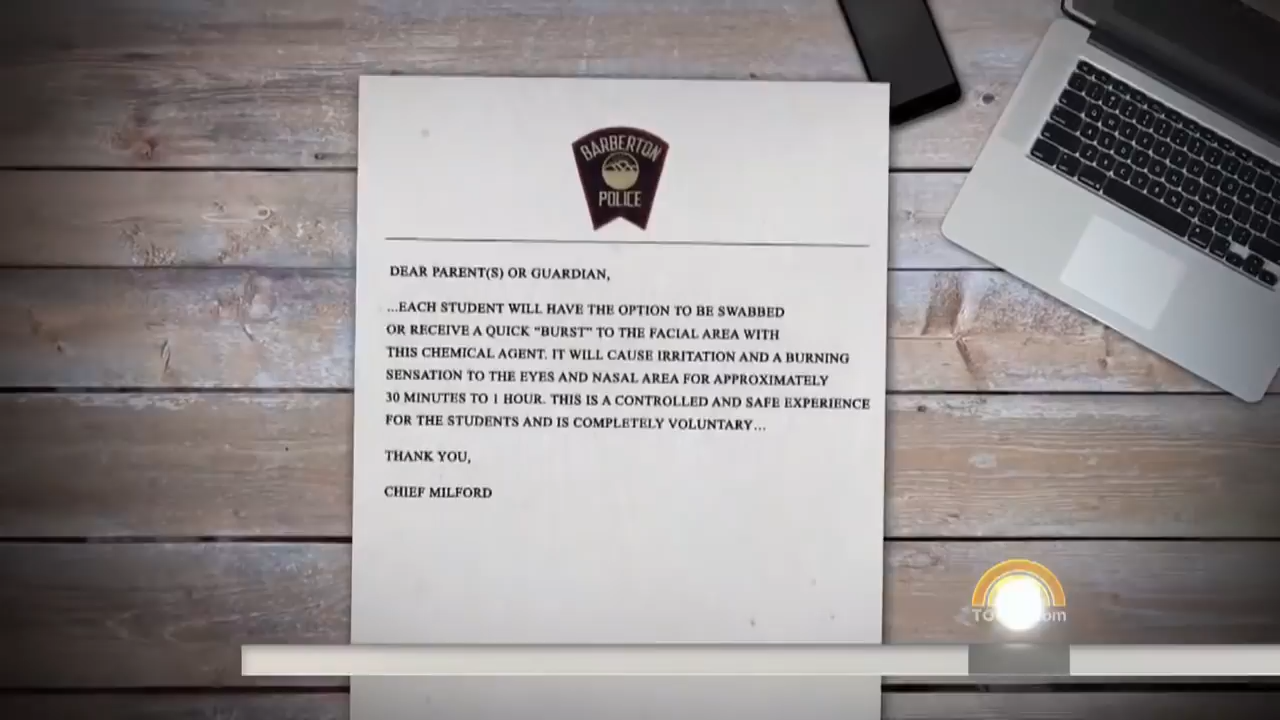 BARBERTON
POLICE
DEAR PARENT(S) OR GUARDIAN,
...EACH STUDENT WILL HAVE THE OPTION TO BE SWABBED
OR RECEIVE A QUICK “BURST” TO THE FACIAL AREA WITH
THIS CHEMICAL AGENT. IT WILL CAUSE IRRITATION AND A BURNING
SENSATION TO THE EYES AND NASAL AREA FOR APPROXIMATELY
30 MINUTES TO 1 HOUR. THIS IS A CONTROLLED AND SAFE EXPERIENCE
FOR THE STUDENTS AND IS COMPLETELY VOLUNTARY...
THANK YOU,
CHIEF MILFORD